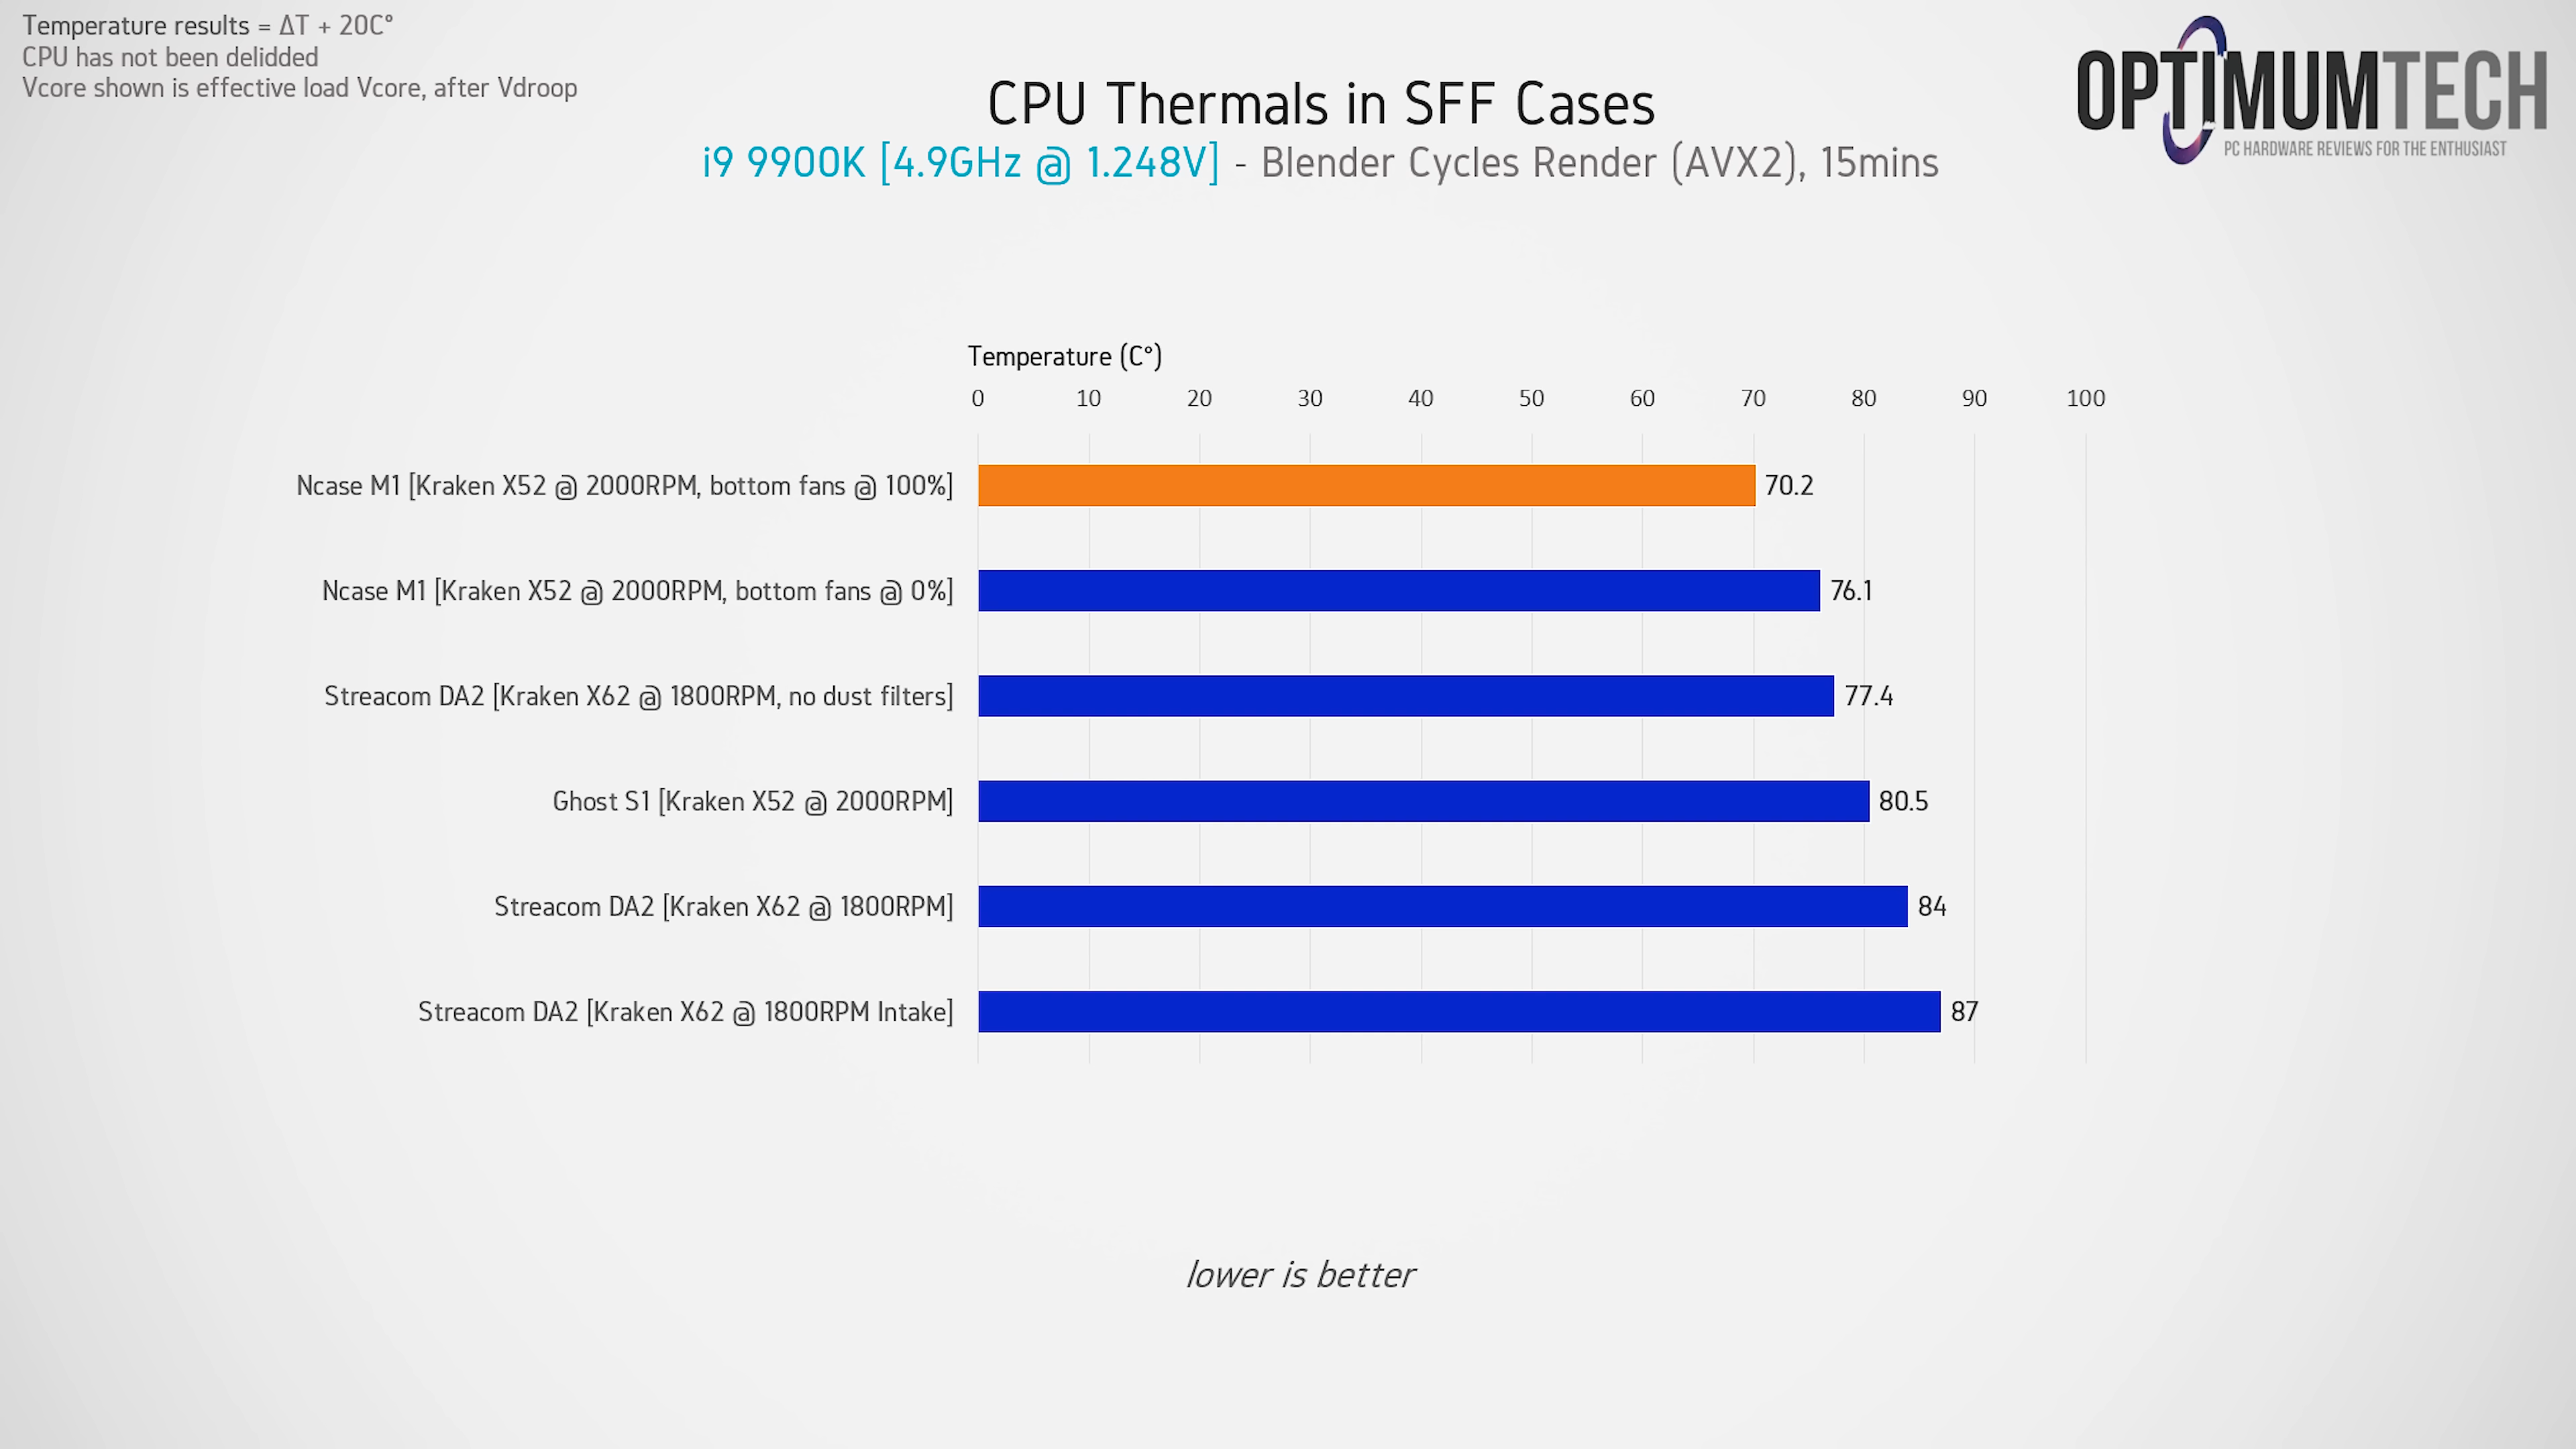 Temperature results = ΔT + 20C°
CPU has not been delidded
Vcore shown is effective load Vcore, after Vdroop
OPTIMUMTECH
PC HARDWARE REVIEWS FOR THE ENTHUSIAST
CPU Thermals in SFF Cases
i9 9900K [4.9GHz @ 1.248V] - Blender Cycles Render (AVX2), 15mins
Temperature (C°)
0 10 20 30 40 50 60 70 80 90 100
Ncase M1 [Kraken X52 @ 2000RPM, bottom fans @ 100%] 70.2
Ncase M1 [Kraken X52 @ 2000RPM, bottom fans @ 0%] 76.1
Streacom DA2 [Kraken X62 @ 1800RPM, no dust filters] 77.4
Ghost S1 [Kraken X52 @ 2000RPM] 80.5
Streacom DA2 [Kraken X62 @ 1800RPM] 84
Streacom DA2 [Kraken X62 @ 1800RPM Intake] 87
lower is better